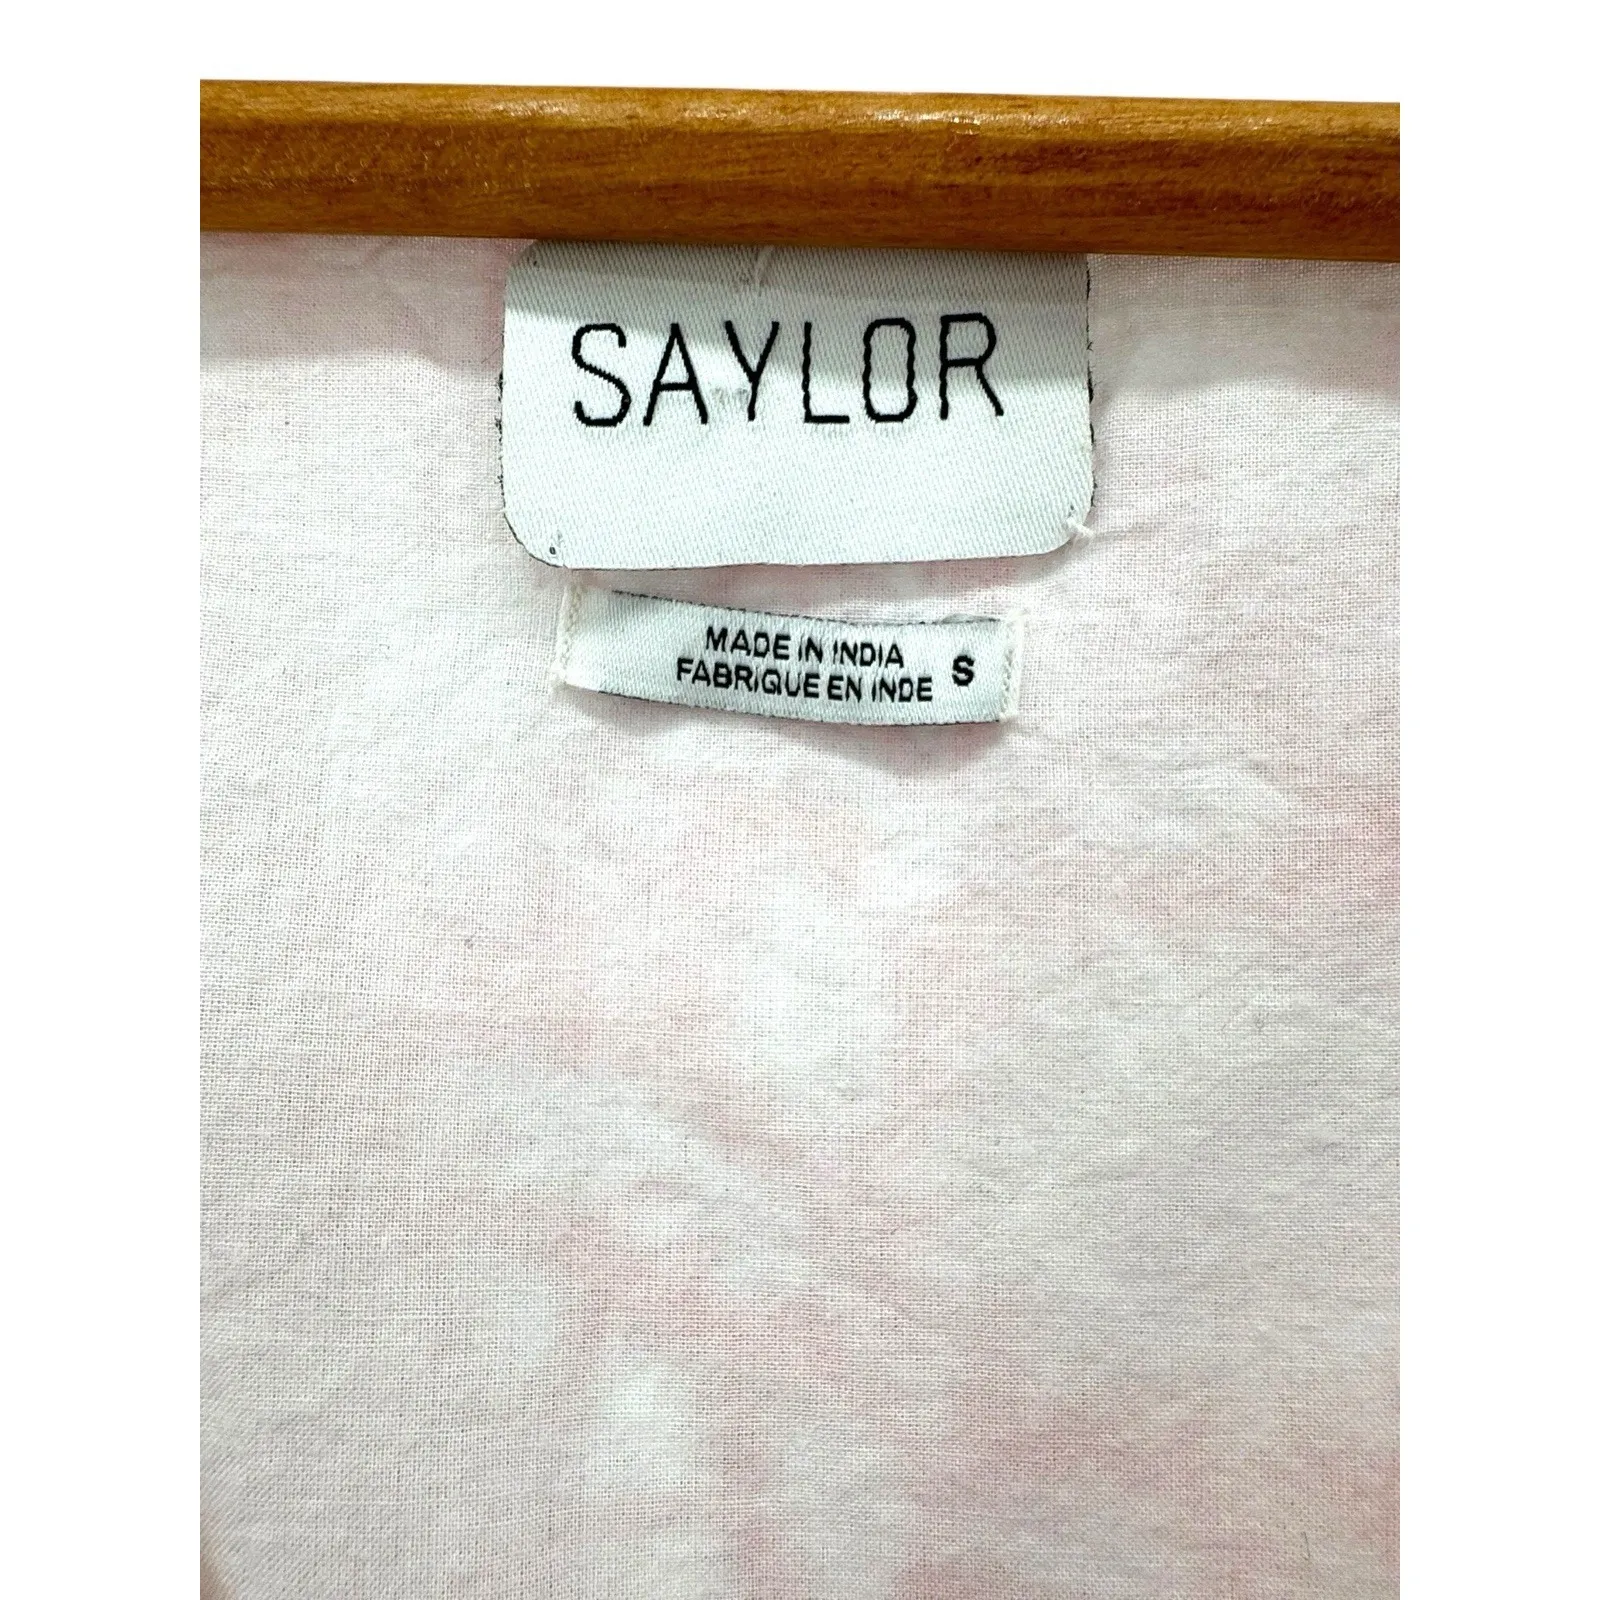 SAYLOR
MADE IN INDIA
FABRIQUE EN INDE
S